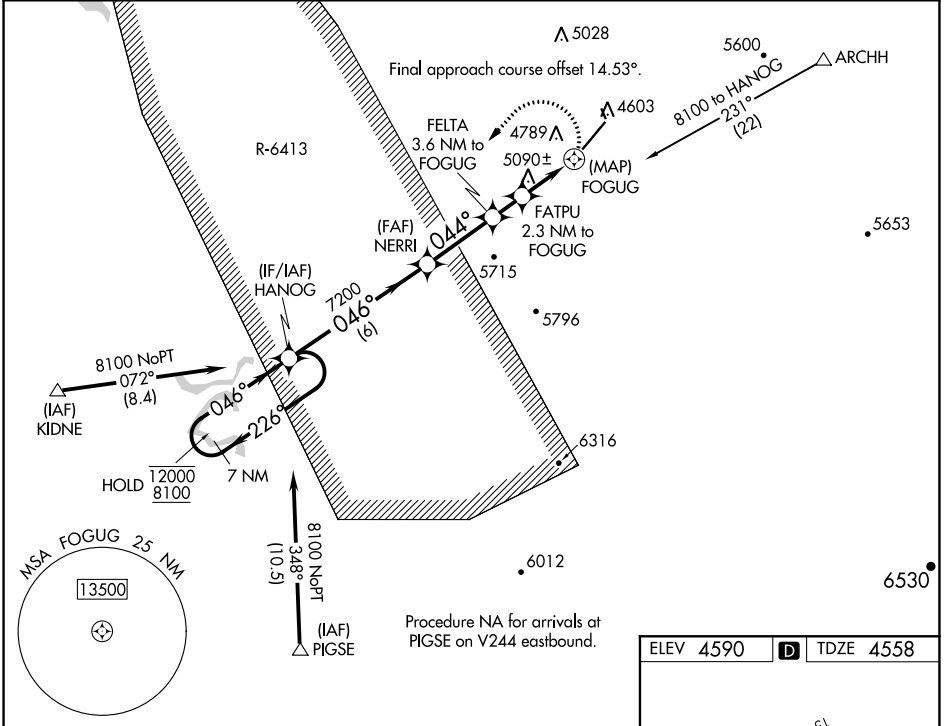 5028
Final approach course offset 14.53°.
5600
ARCHH
8100 to HANOG
231°
(22)
4603
FELTA
3.6 NM to
FOGUG
4789
5090±
(MAP)
FOGUG
R-6413
FATPU
2.3 NM to
FOGUG
(FAF)
NERRI
044°
5653
5715
(IF/IAF)
HANOG
7200
046°
(6)
5796
8100 NoPT
072°
(8.4)
(IAF)
KIDNE
046°
226°
HOLD
12000
8100
7 NM
6316
8100 NoPT
348°
(10.5)
MSA FOGUG 25 NM
13500
6012
6530
(IAF)
PIGSE
Procedure NA for arrivals at
PIGSE on V244 eastbound.
ELEV 4590 D TDZE 4558